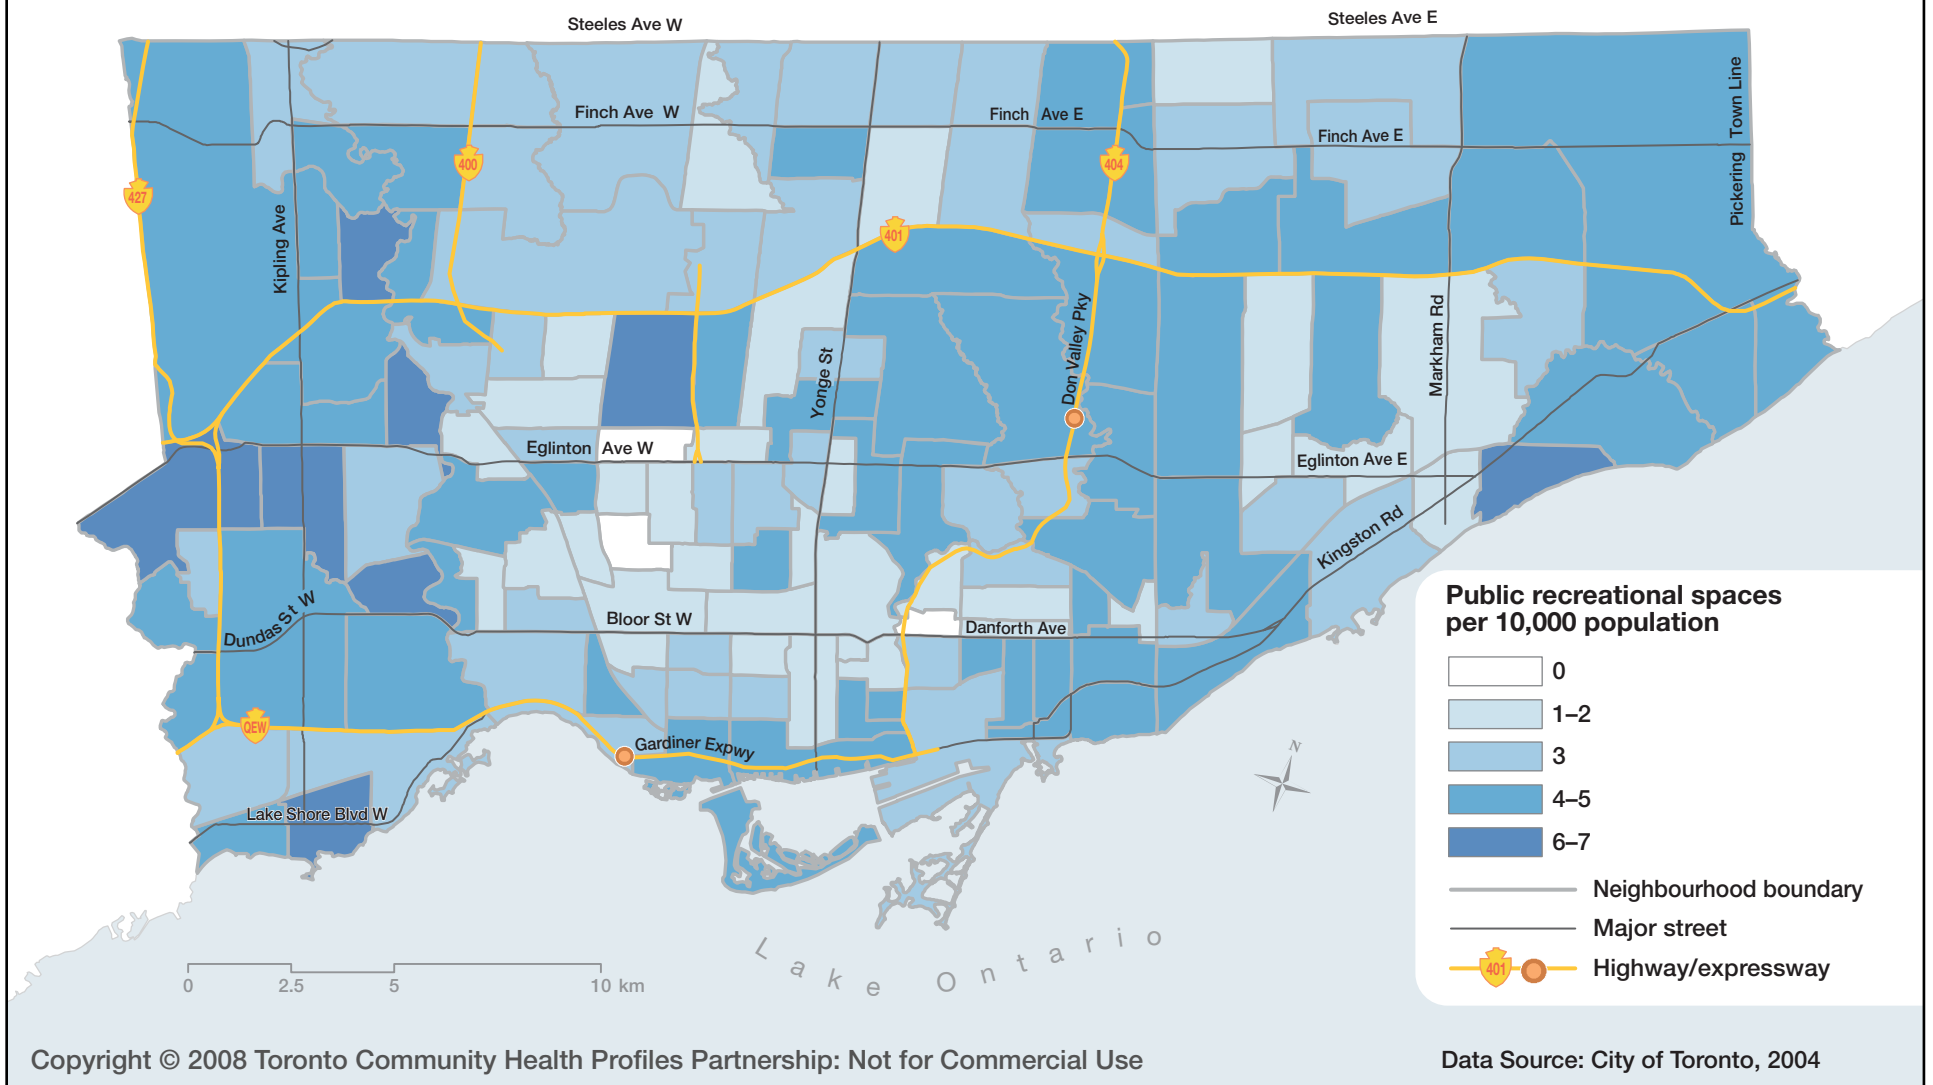 Steeles Ave W
Steeles Ave E
Finch Ave W
Finch Ave E
Finch Ave E
Pickering Town Line
427
400
404
401
Kipling Ave
Yonge St
Don Valley Pky
Markham Rd
Eglinton Ave W
Eglinton Ave E
Kingston Rd
Dundas St W
Bloor St W
Danforth Ave
QEW
Gardiner Expwy
Lake Shore Blvd W
N
Lake Ontario
0 2.5 5 10 km
Public recreational spaces
per 10,000 population
0
1–2
3
4–5
6–7
Neighbourhood boundary
Major street
401 Highway/expressway
Copyright © 2008 Toronto Community Health Profiles Partnership: Not for Commercial Use
Data Source: City of Toronto, 2004